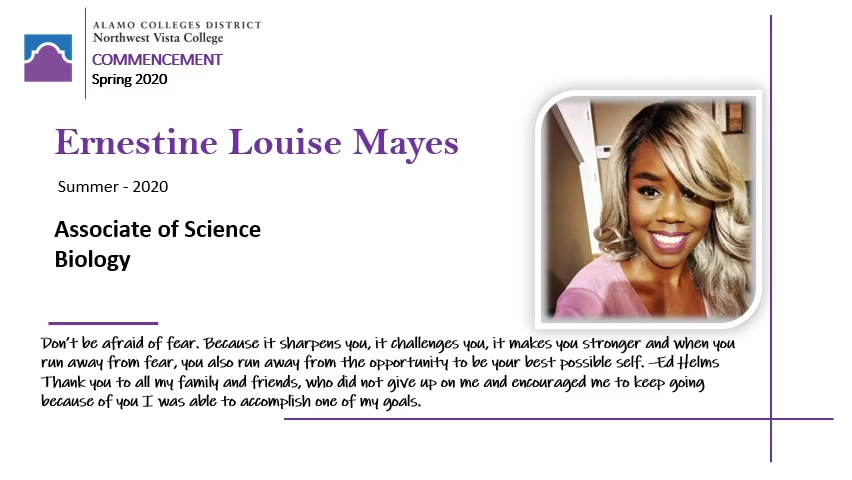 ALAMO COLLEGES DISTRICT
Northwest Vista College
COMMENCEMENT
Spring 2020
Ernestine Louise Mayes
Summer - 2020
Associate of Science
Biology
Don't be afraid of fear. Because it sharpens you, it challenges you, it makes you stronger and when you
run away from fear, you also run away from the opportunity to be your best possible self. –Ed Helms
Thank you to all my family and friends, who did not give up on me and encouraged me to keep going
because of you I was able to accomplish one of my goals.